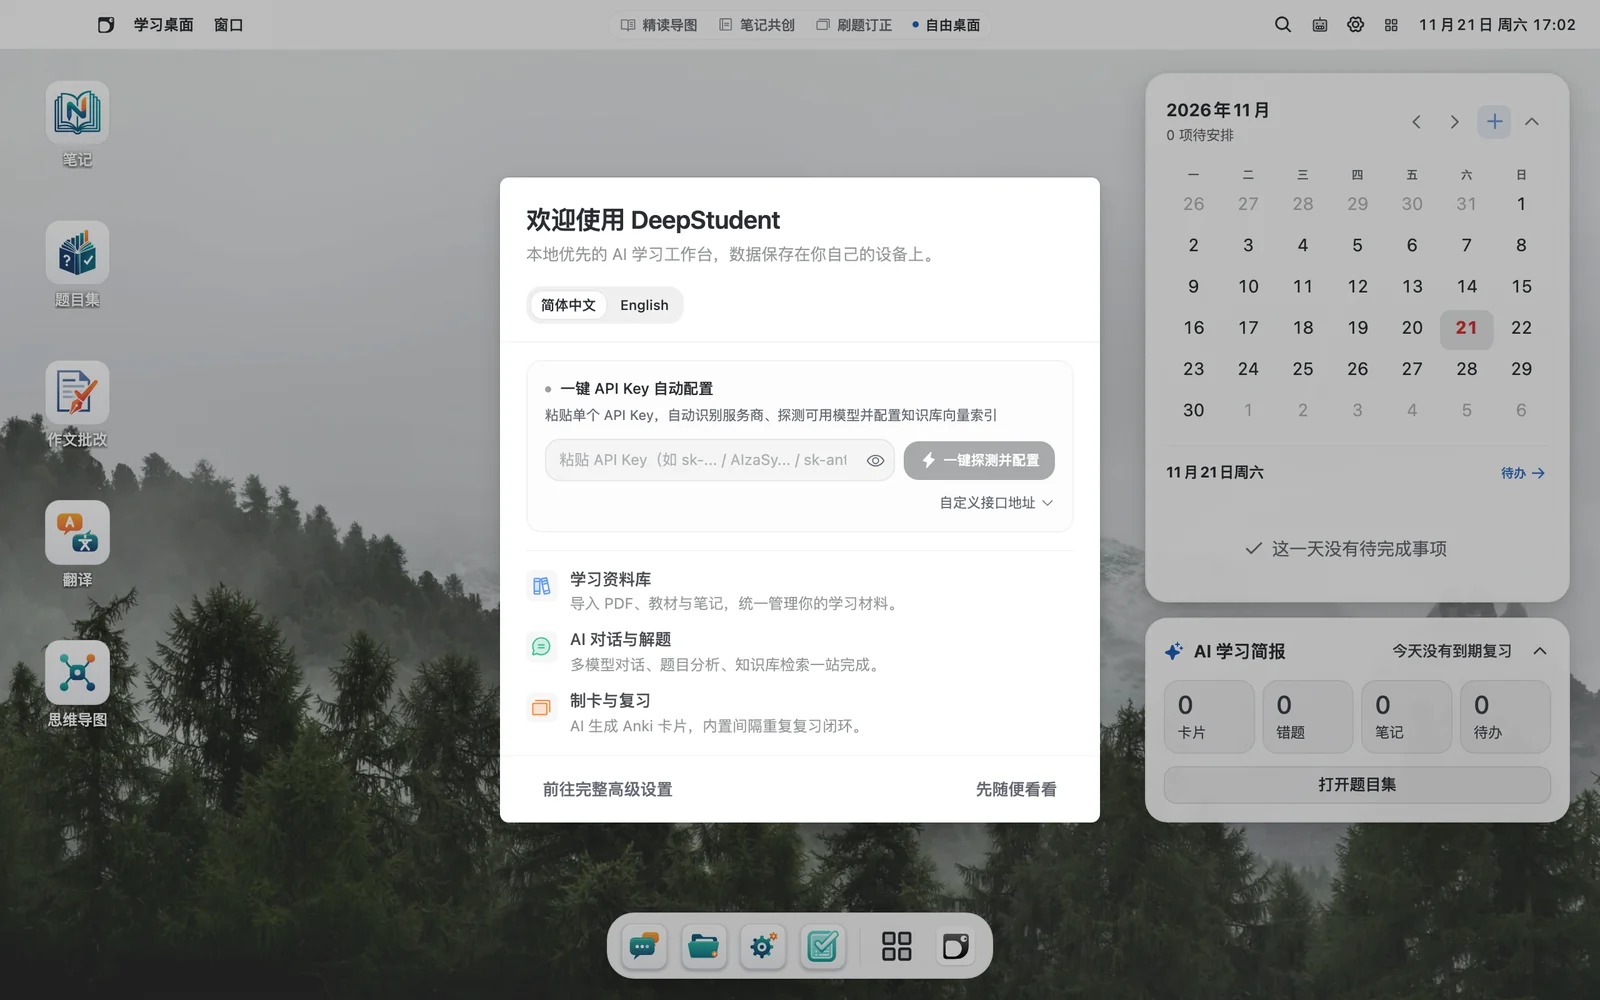 学习桌面 窗口
精读导图 笔记共创 刷题订正 自由桌面
11月21日 周六 17:02
笔记
题目集
作文批改
翻译
思维导图
欢迎使用 DeepStudent
本地优先的 AI 学习工作台，数据保存在你自己的设备上。
简体中文 English
一键 API Key 自动配置
粘贴单个 API Key，自动识别服务商、探测可用模型并配置知识库向量索引
粘贴 API Key（如 sk-... / AIzaSy... / sk-ant
一键探测并配置
自定义接口地址
学习资料库
导入 PDF、教材与笔记，统一管理你的学习材料。
AI 对话与解题
多模型对话、题目分析、知识库检索一站完成。
制卡与复习
AI 生成 Anki 卡片，内置间隔重复复习闭环。
前往完整高级设置 先随便看看
2026年11月
0 项待安排
一 二 三 四 五 六 日
26 27 28 29 30 31 1
2 3 4 5 6 7 8
9 10 11 12 13 14 15
16 17 18 19 20 21 22
23 24 25 26 27 28 29
30 1 2 3 4 5 6
11月21日周六 待办
这一天没有待完成事项
AI 学习简报 今天没有到期复习
0 0 0 0
卡片 错题 笔记 待办
打开题目集